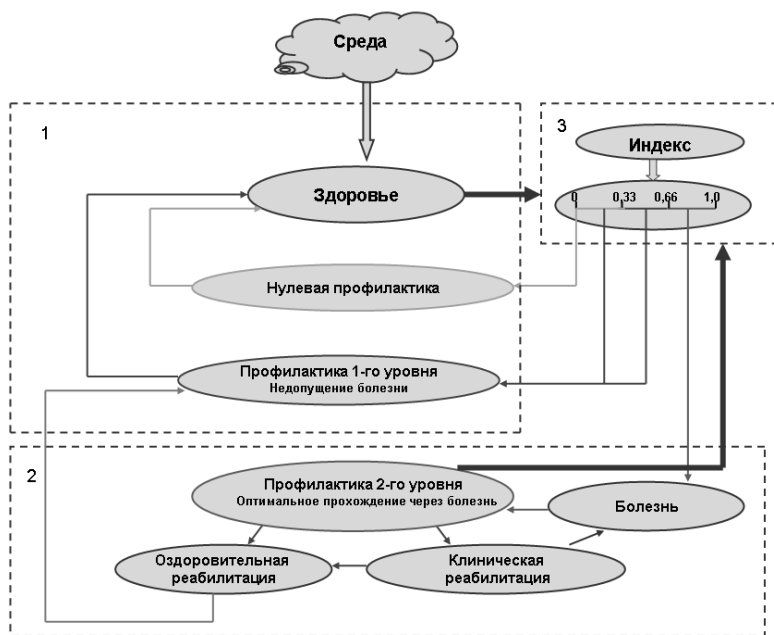 Среда
1
3
Индекс
Здоровье
0 0,33 0,66 1,0
Нулевая профилактика
Профилактика 1-го уровня
Недопущение болезни
2
Профилактика 2-го уровня
Оптимальное прохождение через болезнь
Болезнь
Оздоровительная
реабилитация
Клиническая
реабилитация